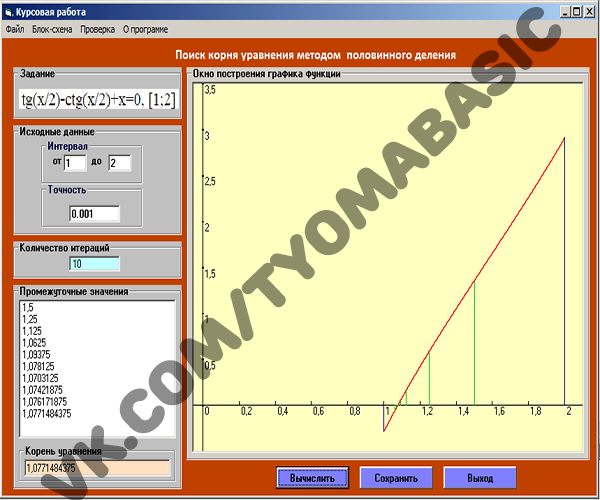 Курсовая работа
Файл Блок-схема Проверка О программе
Поиск корня уравнения методом половинного деления
Задание
tg(x/2)-ctg(x/2)+x=0, [1;2]
Исходные данные
Интервал
от 1 до 2
Точность
0.001
Количество итераций
10
Промежуточные значения
1,5
1,25
1,125
1,0625
1,09375
1,078125
1,0703125
1,07421875
1,076171875
1,0771484375
Корень уравнения
1,0771484375
Окно построения графика функции
3,5
3
2,5
2
1,5
1
0,5
0 0,2 0,4 0,6 0,8 1,0 1,2 1,4 1,6 1,8 2
Вычислить Сохранить Выход
VK.COM/TYOMABASIC